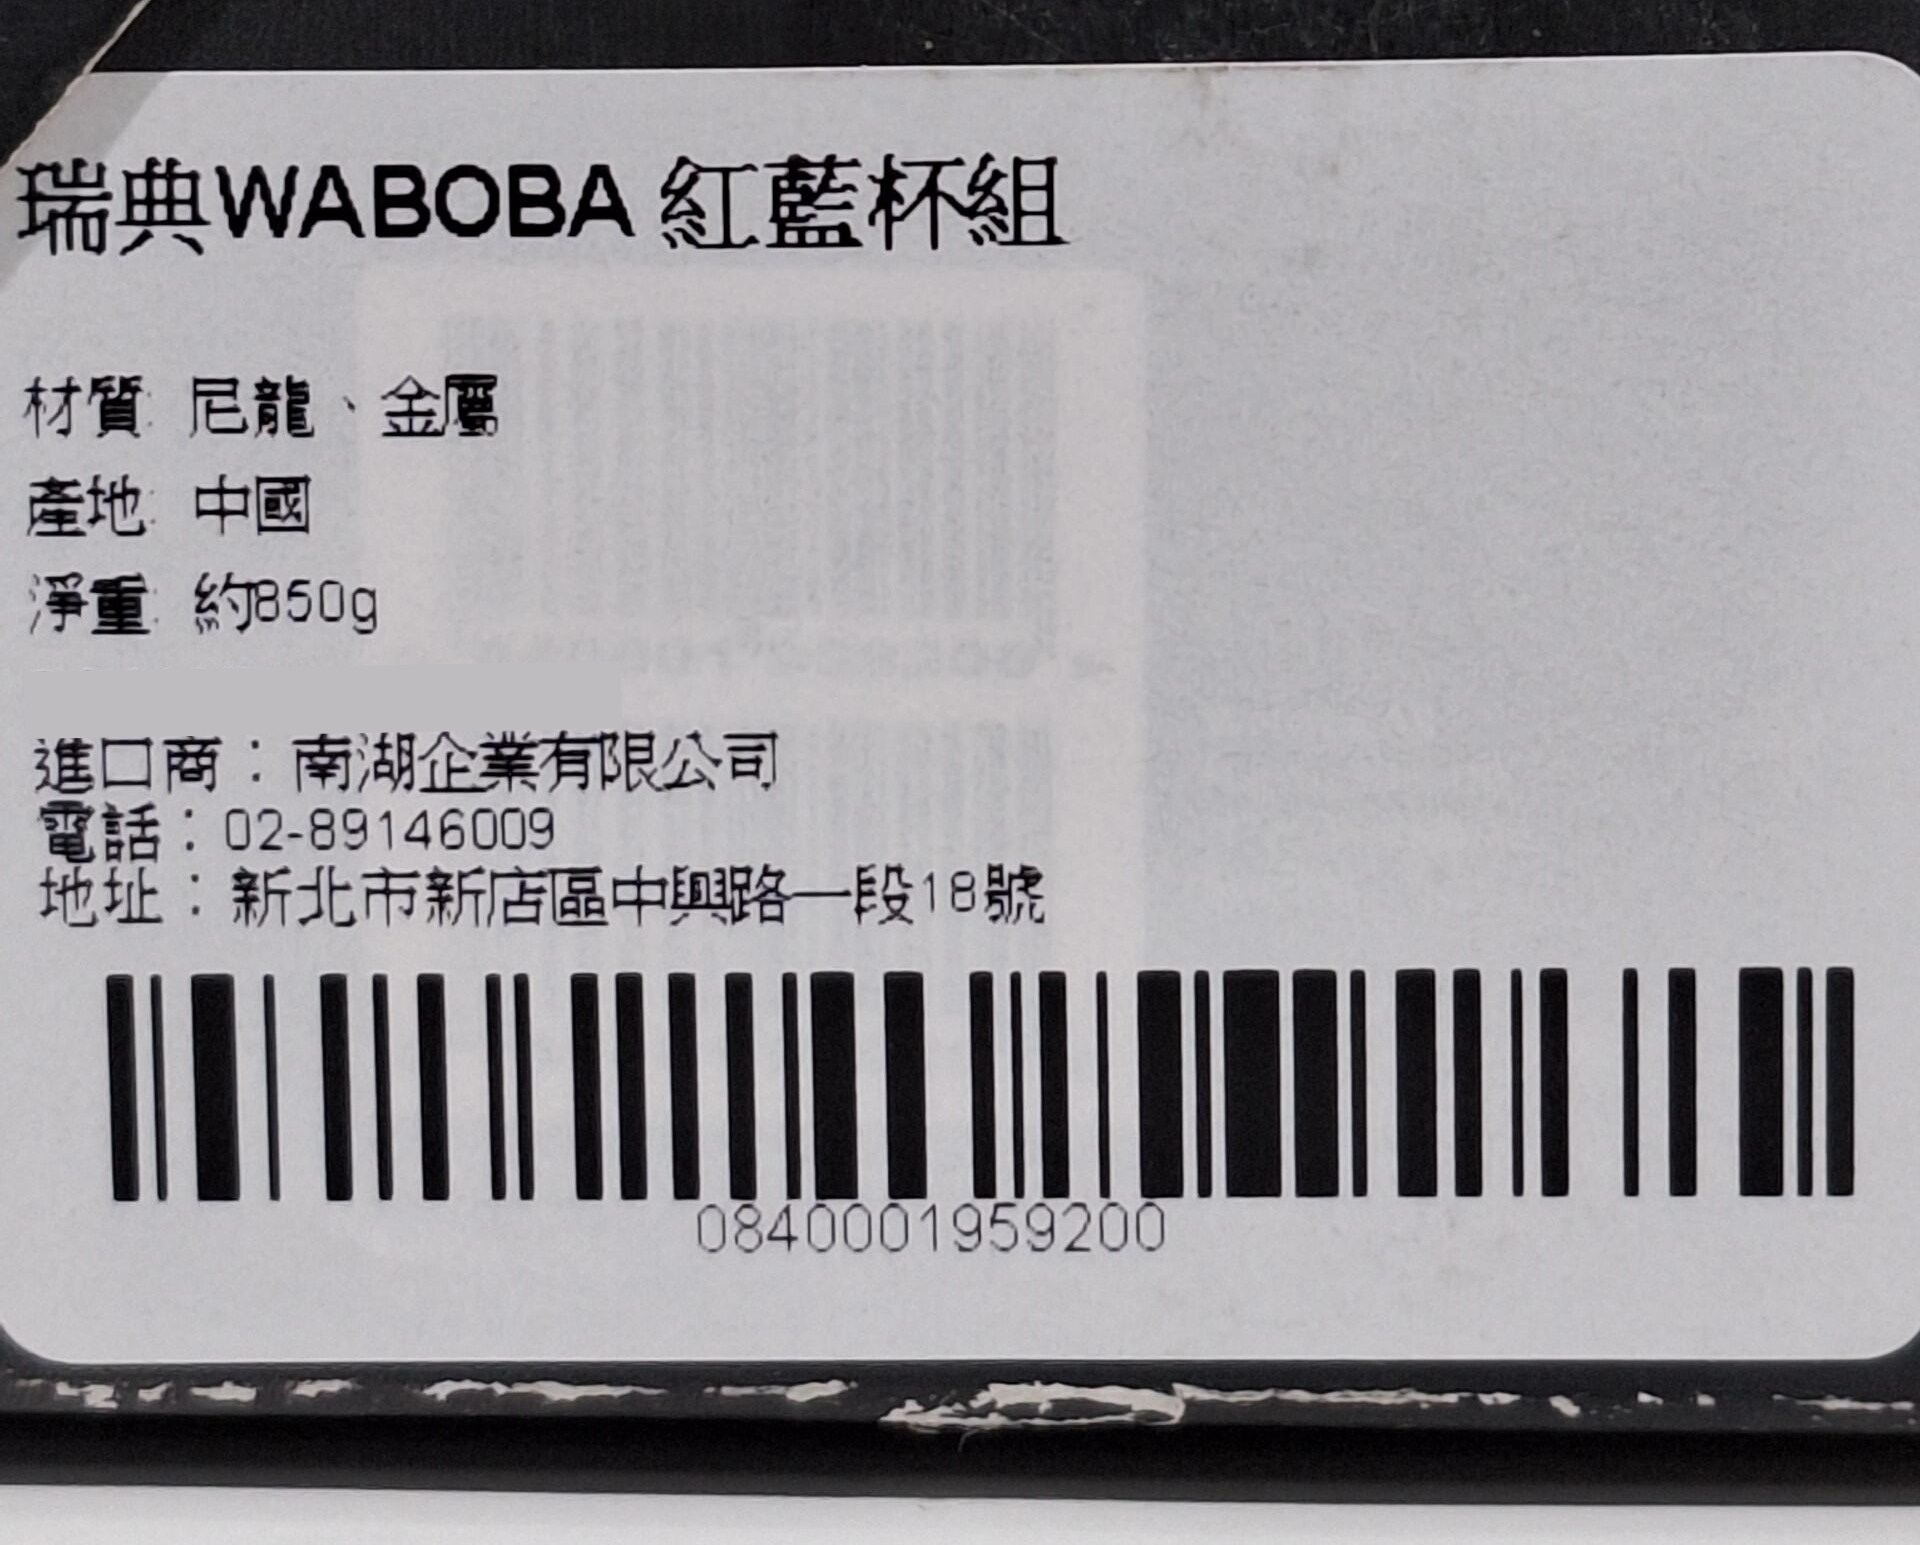 瑞典WABOBA 紅藍杯組
材質: 尼龍、金屬
產地: 中國
淨重: 約850g
進口商：南湖企業有限公司
電話：02-89146009
地址：新北市新店區中興路一段18號
0840001959200